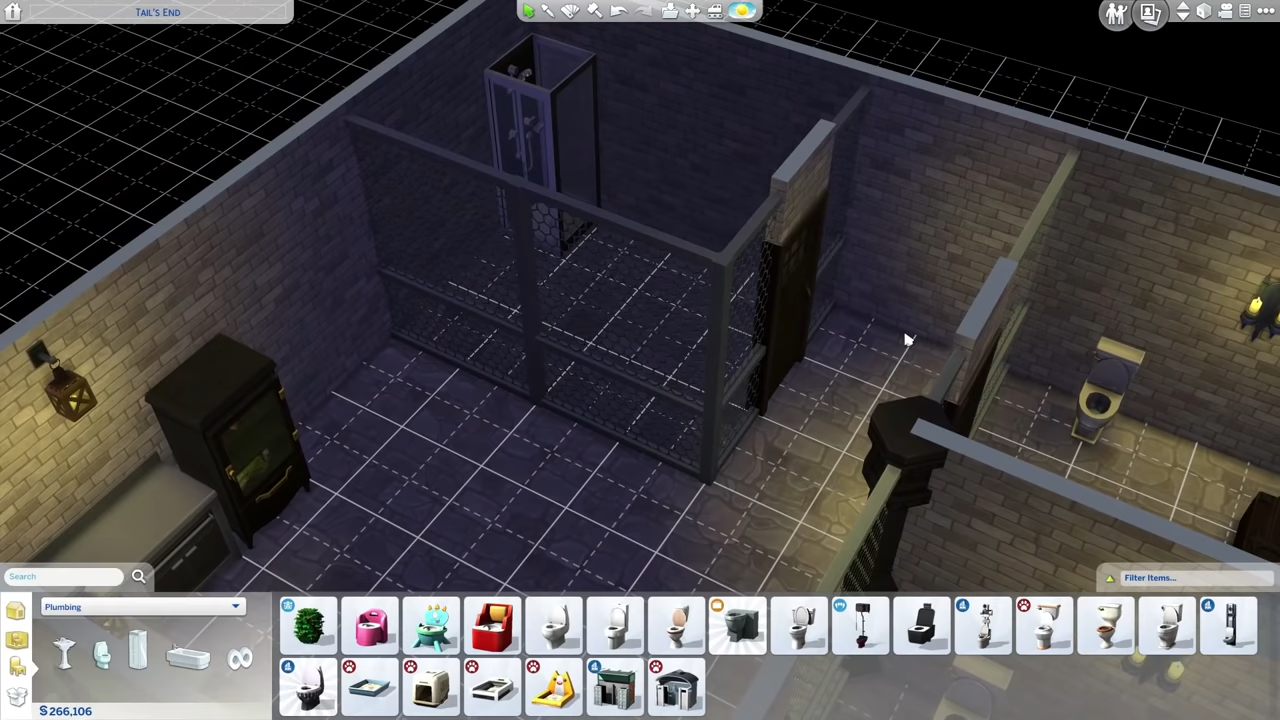 TAIL'S END
Search
Filter Items...
Plumbing
§266,106